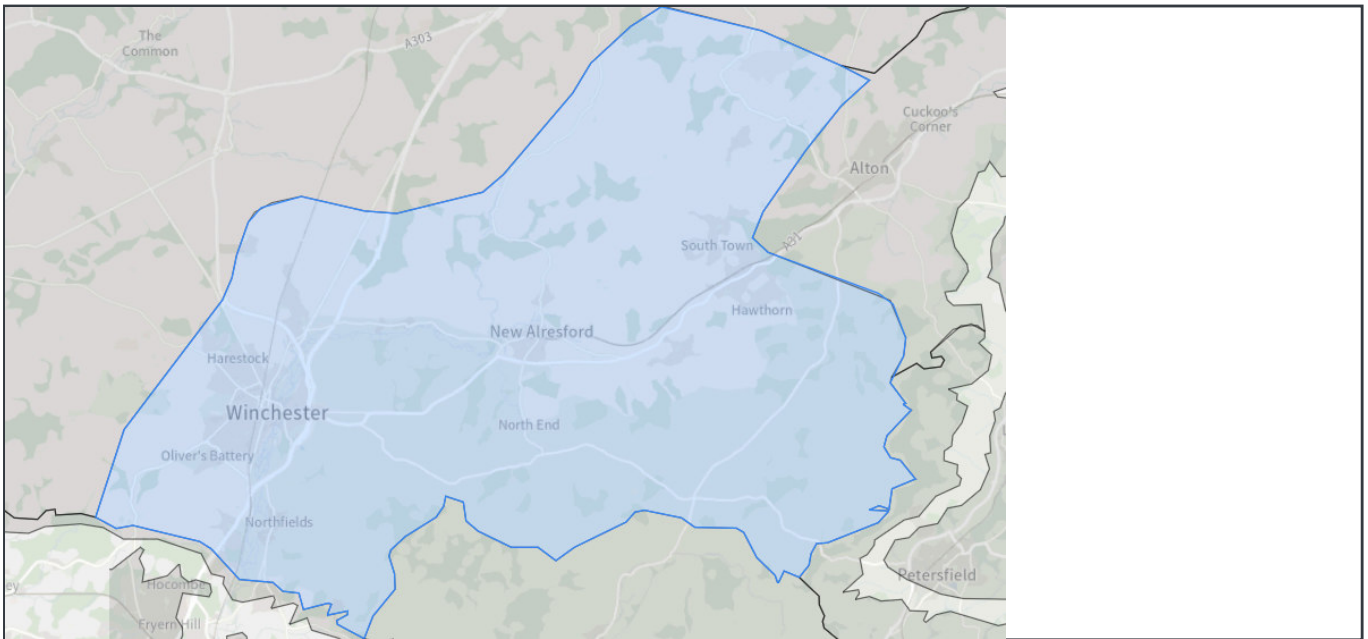 The
Common
A303
Cuckoo's
Corner
Alton
South Town
A31
Hawthorn
New Alresford
Harestock
Winchester
North End
Oliver's Battery
Northfields
ey
Hocombe
Petersfield
Fryern Hill